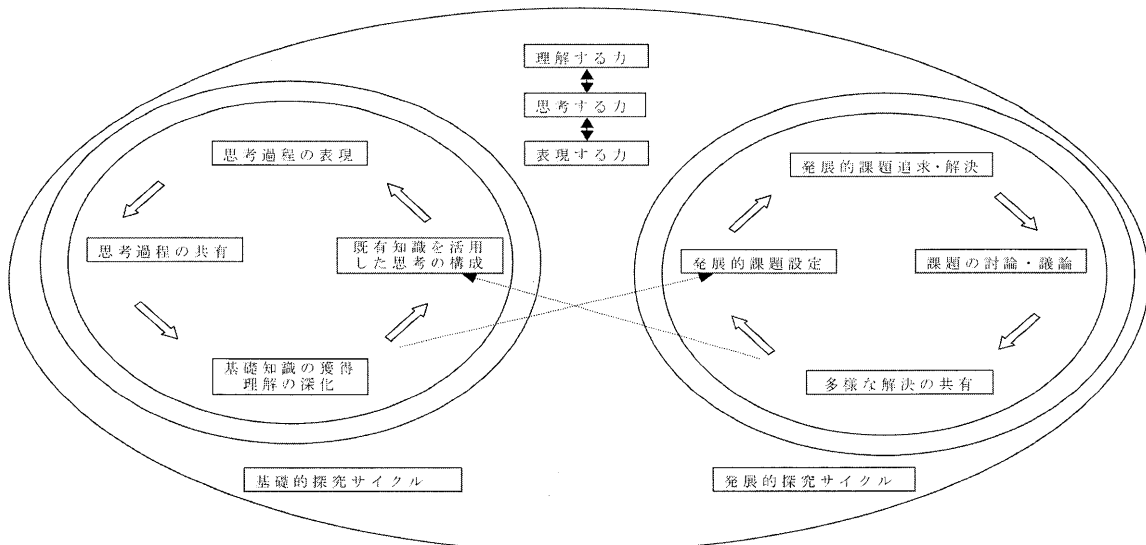 理解する力
思考する力
表現する力
思考過程の表現
思考過程の共有
既有知識を活用
した思考の構成
基礎知識の獲得
理解の深化
基礎的探究サイクル
発展的課題追求・解決
発展的課題設定
課題の討論・議論
多様な解決の共有
発展的探究サイクル